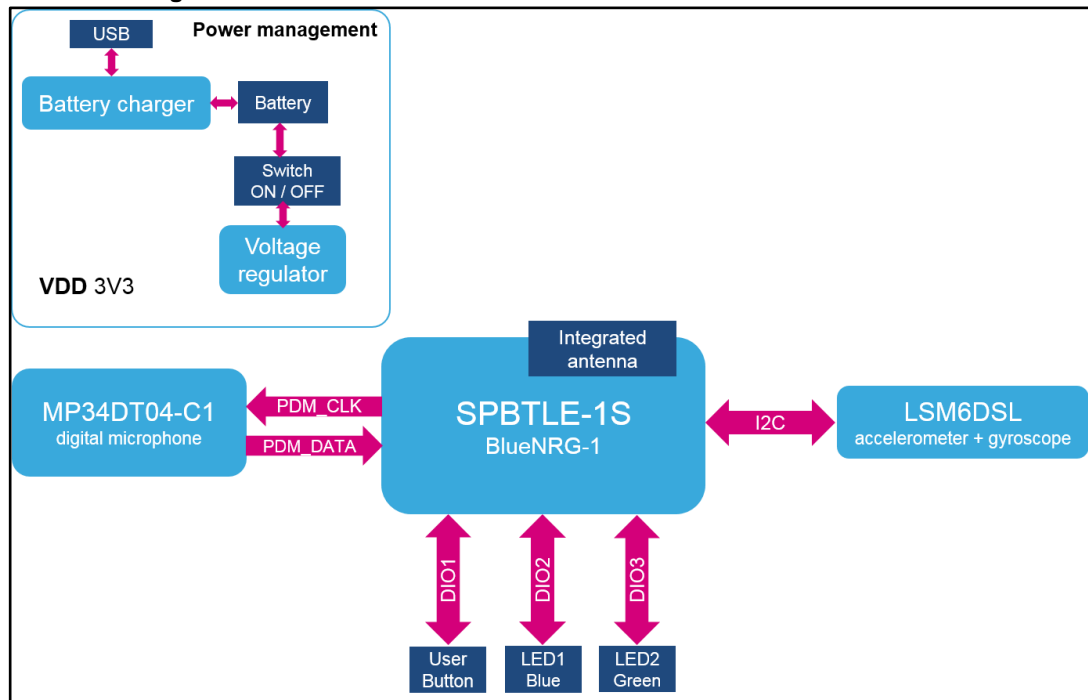 USB
Power management
Battery charger
Battery
Switch
ON / OFF
Voltage
regulator
VDD 3V3
Integrated
antenna
MP34DT04-C1
digital microphone
PDM_CLK
PDM_DATA
SPBTLE-1S
BlueNRG-1
I2C
LSM6DSL
accelerometer + gyroscope
DIO1
DIO2
DIO3
User
Button
LED1
Blue
LED2
Green